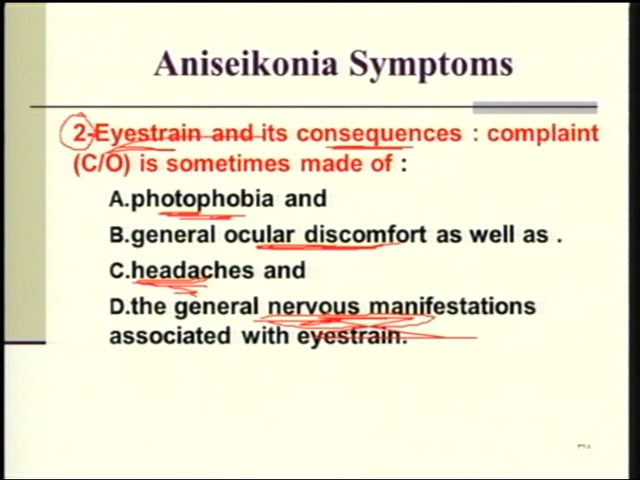 Aniseikonia Symptoms
2-Eyestrain and its consequences : complaint
(C/O) is sometimes made of :
A.photophobia and
B.general ocular discomfort as well as .
C.headaches and
D.the general nervous manifestations
associated with eyestrain.